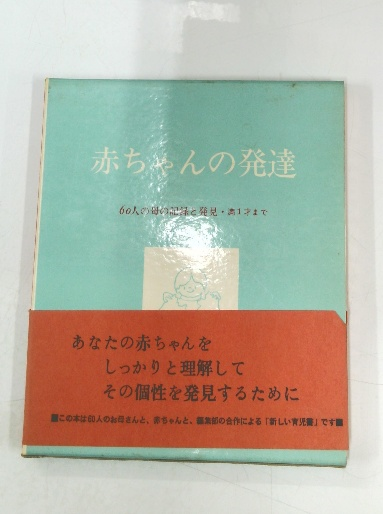 赤ちゃんの発達
60人の母の記録と発見・満1才まで
あなたの赤ちゃんを
しっかりと理解して
その個性を発見するために
■この本は60人のお母さんと、赤ちゃんと、編集部の合作による「新しい育児書」です■